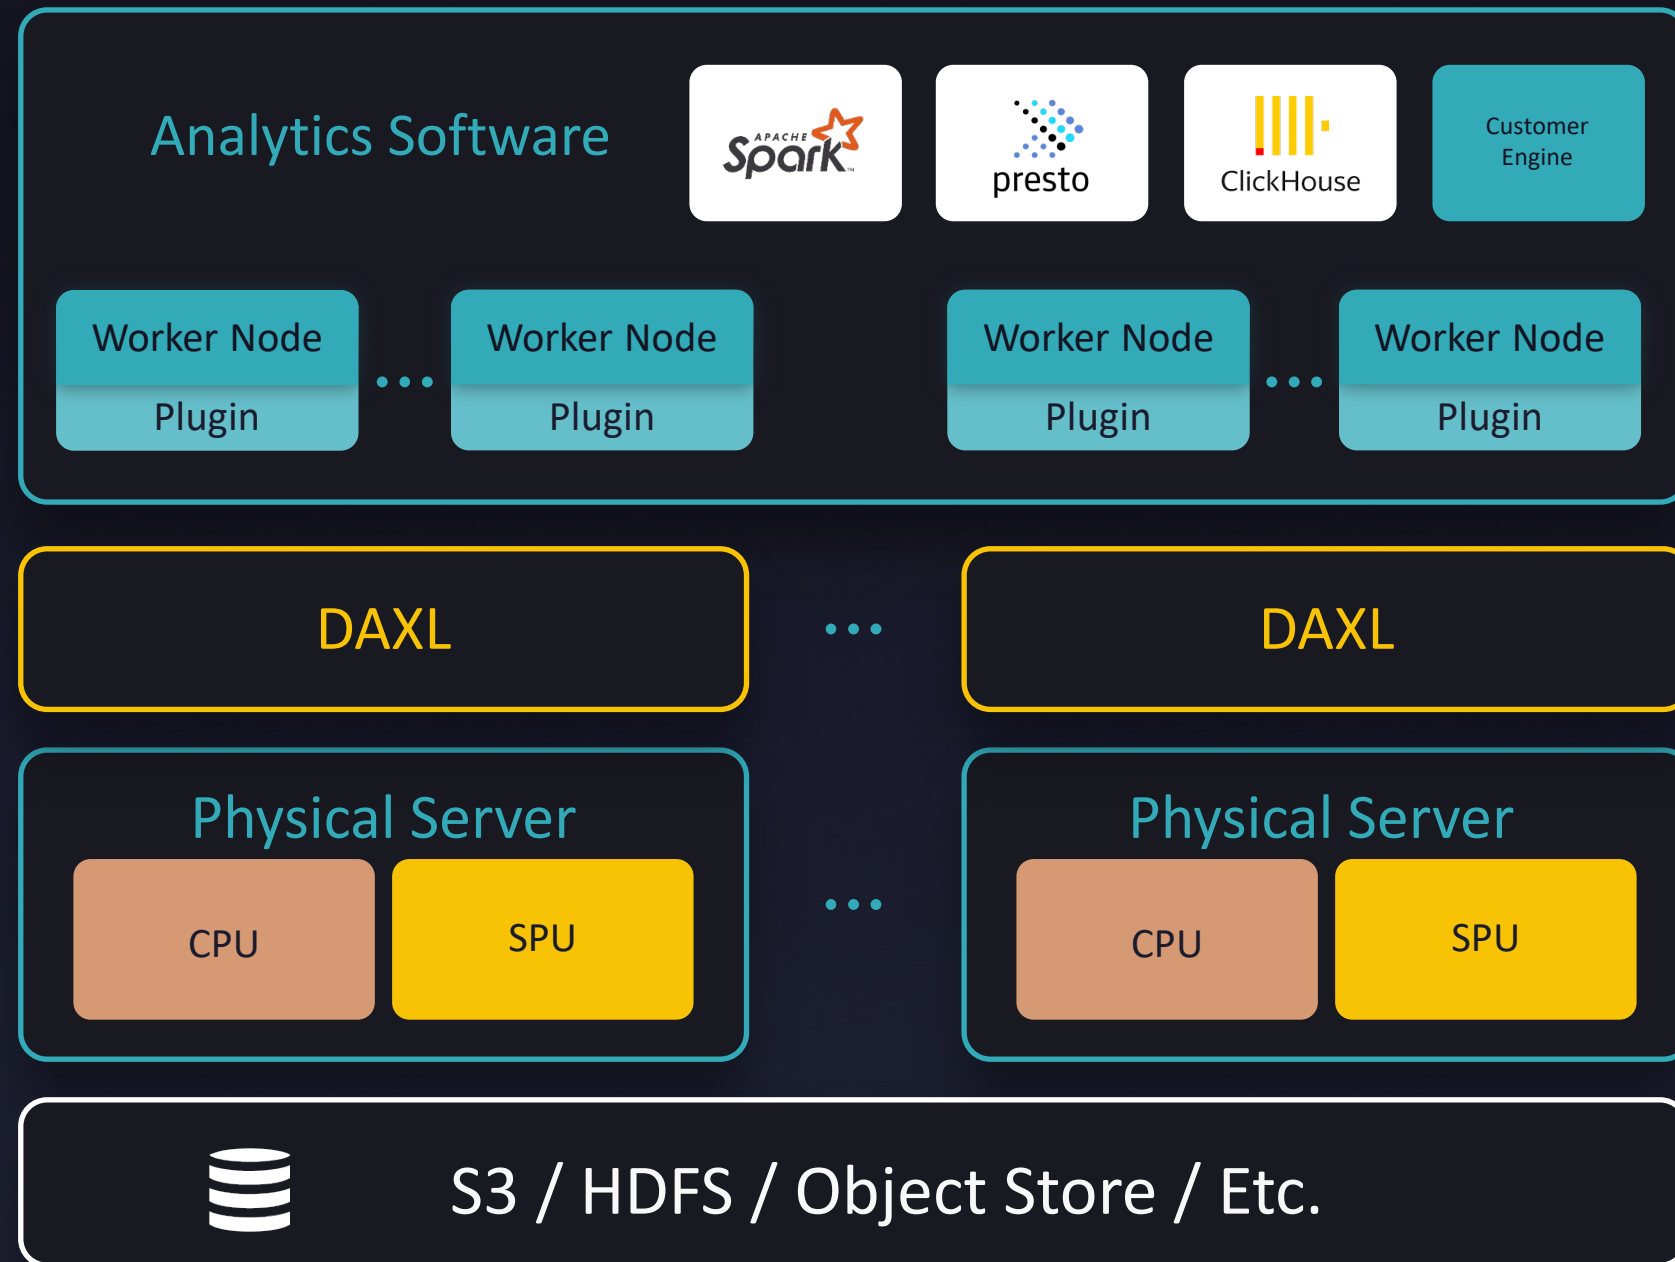 Analytics Software
APACHE
Spark
TM
presto
ClickHouse
Customer
Engine
Worker Node
Plugin
Worker Node
Plugin
Worker Node
Plugin
Worker Node
Plugin
DAXL
DAXL
Physical Server
CPU
SPU
Physical Server
CPU
SPU
S3 / HDFS / Object Store / Etc.